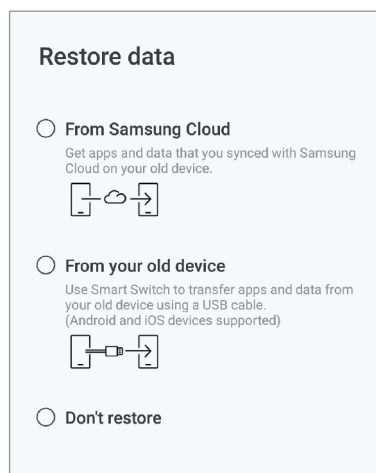 Restore data
From Samsung Cloud
Get apps and data that you synced with Samsung
Cloud on your old device.
From your old device
Use Smart Switch to transfer apps and data from
your old device using a USB cable.
(Android and iOS devices supported)
Don't restore